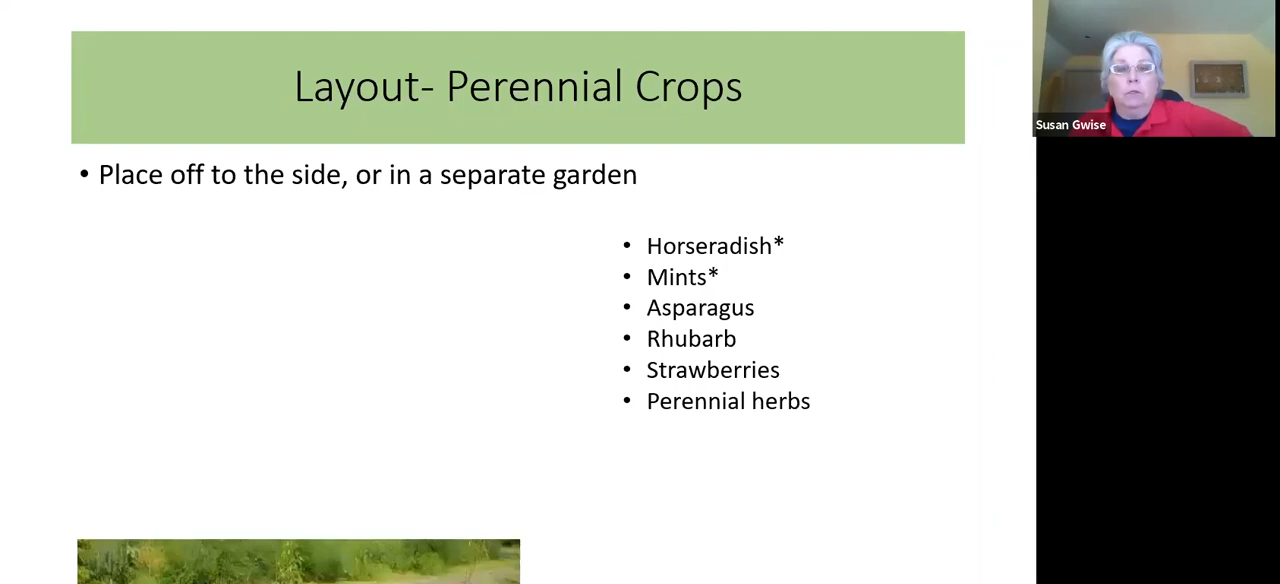 Layout- Perennial Crops
• Place off to the side, or in a separate garden
• Horseradish*
• Mints*
• Asparagus
• Rhubarb
• Strawberries
• Perennial herbs
Susan Gwise